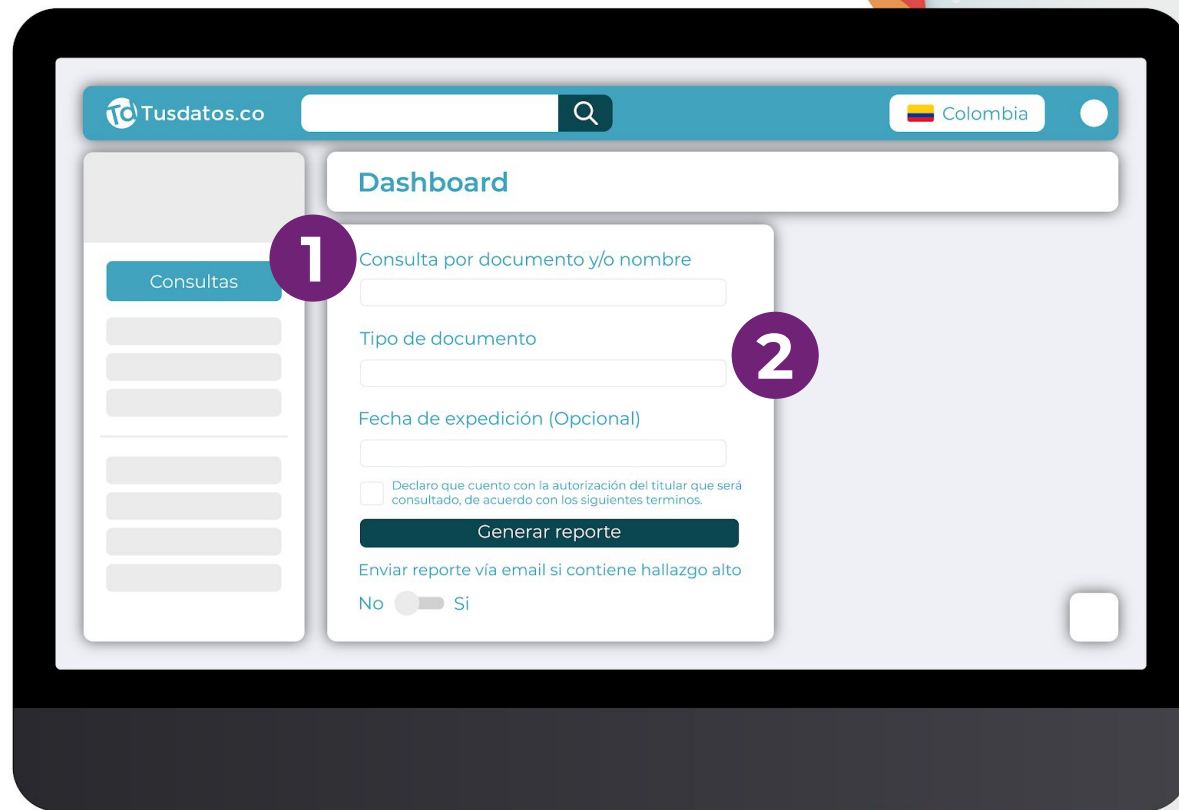 Tusdatos.co
Colombia
Dashboard
1
Consultas
Consulta por documento y/o nombre
Tipo de documento
2
Fecha de expedición (Opcional)
Declaro que cuento con la autorización del titular que será
consultado, de acuerdo con los siguientes terminos.
Generar reporte
Enviar reporte vía email si contiene hallazgo alto
No Si